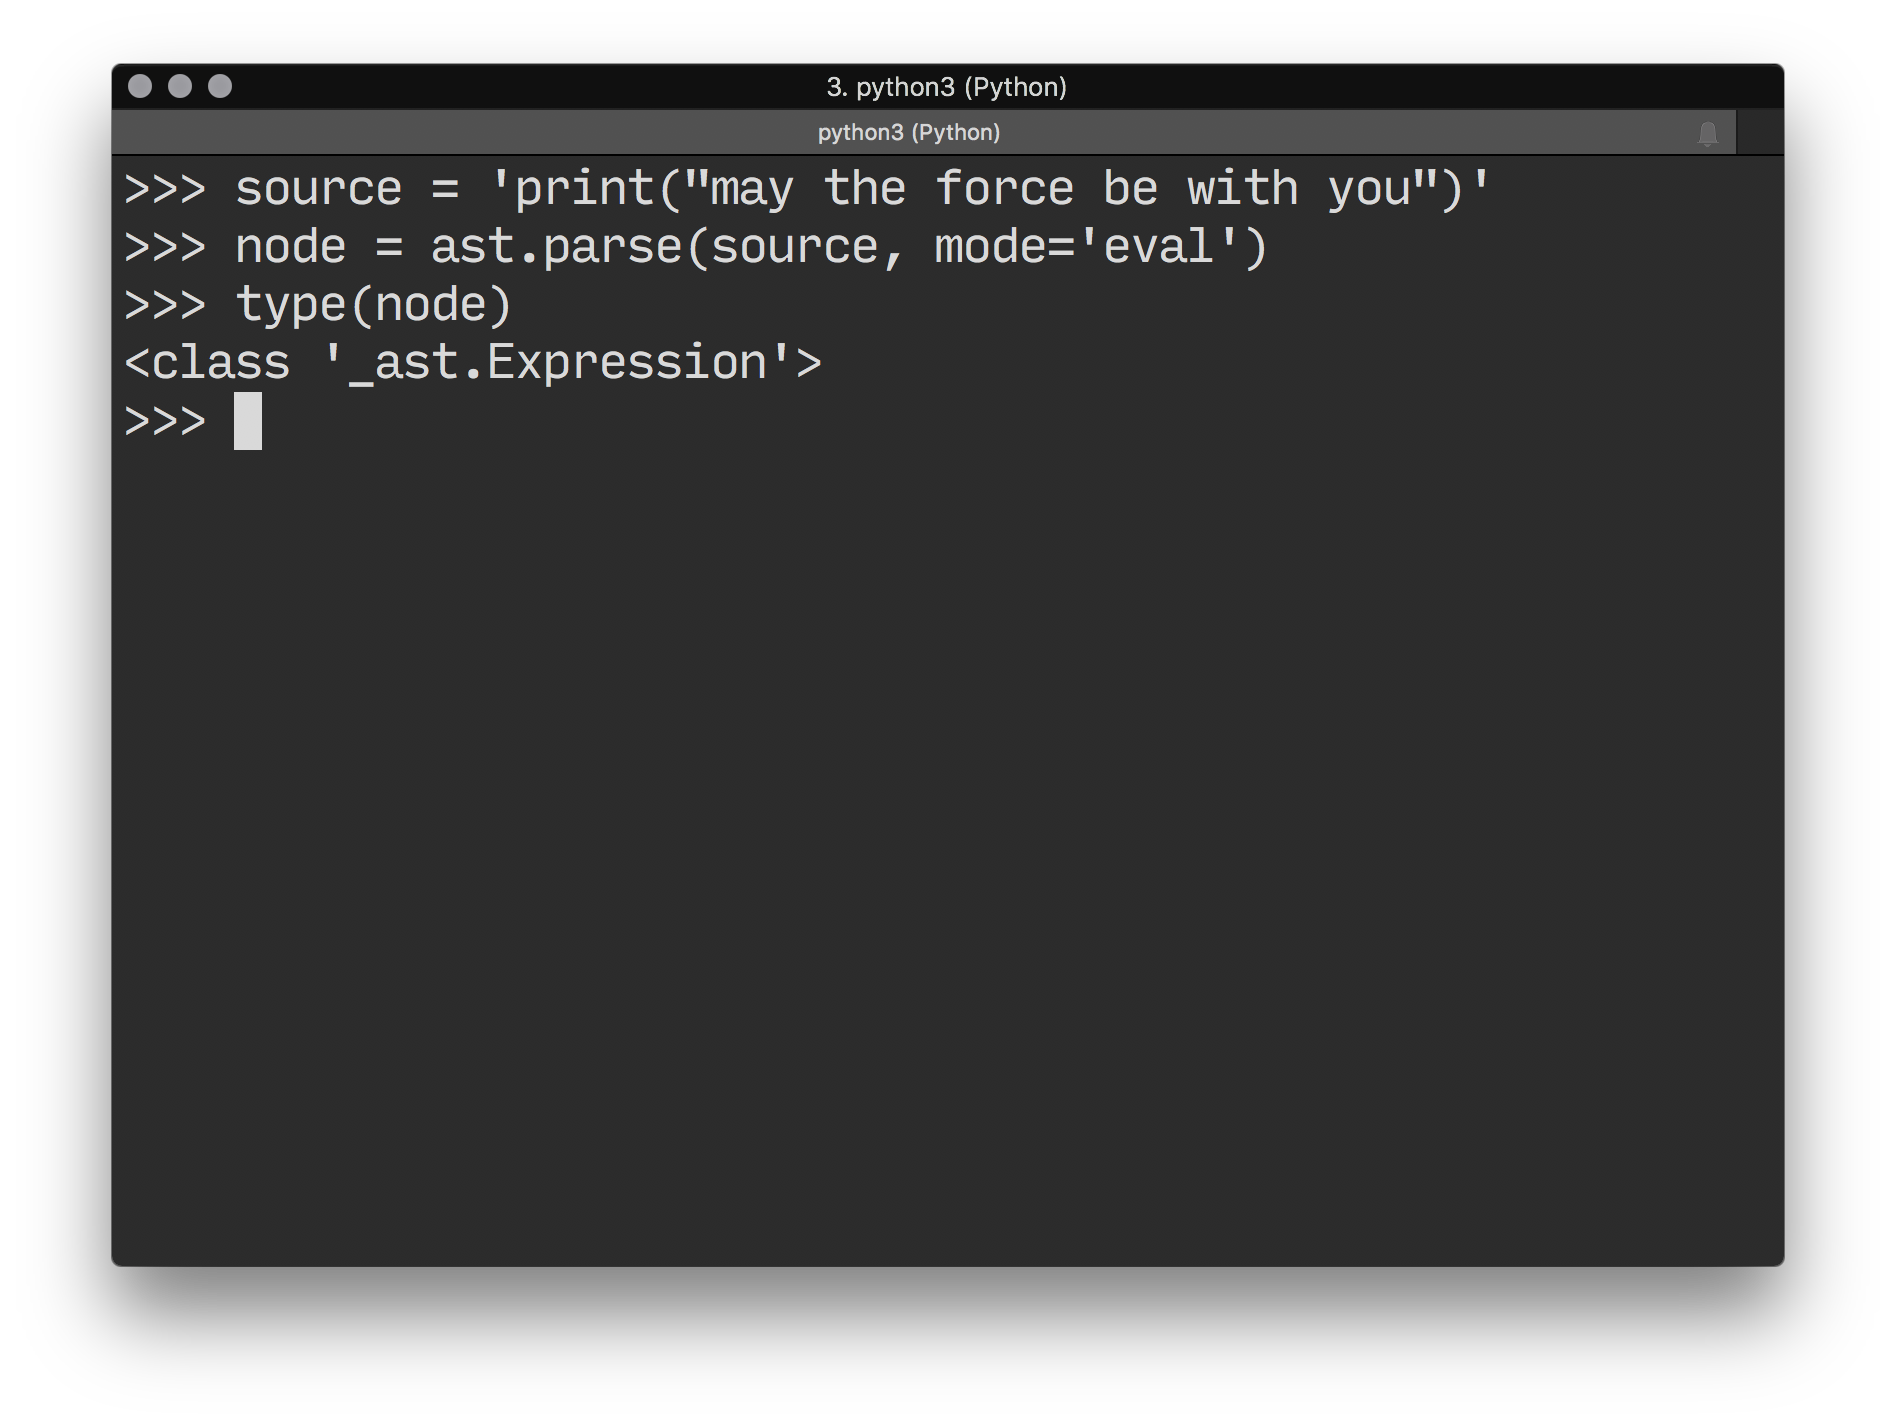 3. python3 (Python)
python3 (Python)
>>> source = 'print("may the force be with you")'
>>> node = ast.parse(source, mode='eval')
>>> type(node)
<class '_ast.Expression'>
>>>